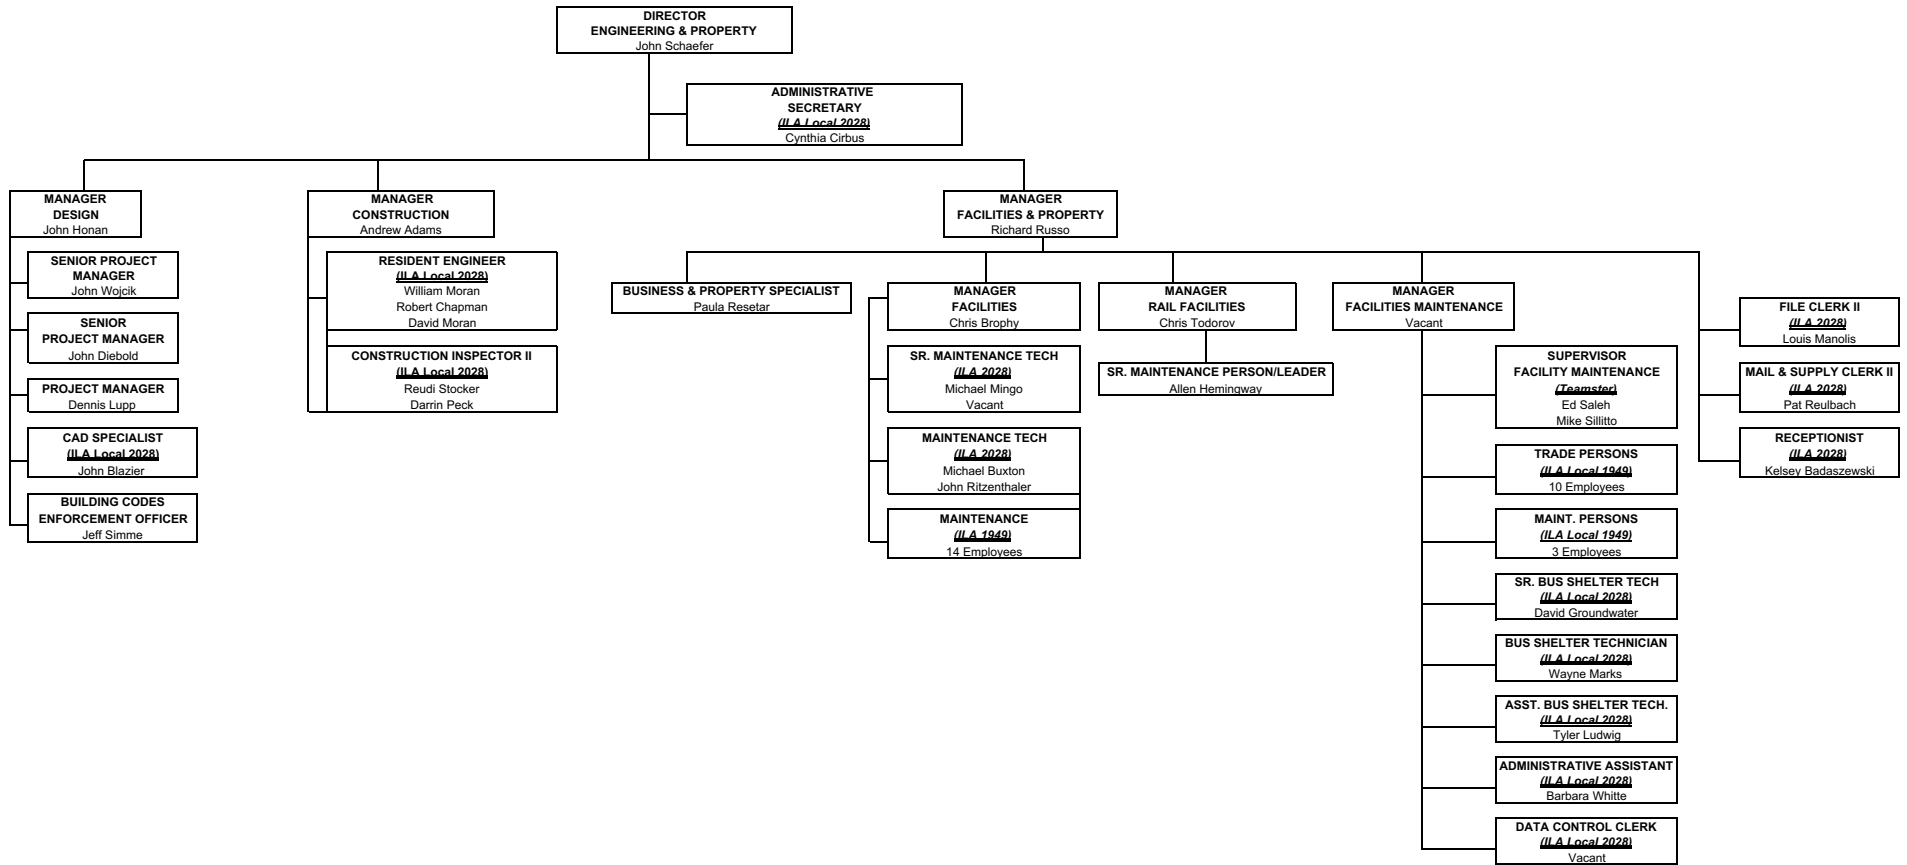 DIRECTOR
ENGINEERING & PROPERTY
John Schaefer
ADMINISTRATIVE
SECRETARY
(ILA Local 2028)
Cynthia Cirbus
MANAGER
DESIGN
John Honan
SENIOR PROJECT
MANAGER
John Wojcik
SENIOR
PROJECT MANAGER
John Diebold
PROJECT MANAGER
Dennis Lupp
CAD SPECIALIST
(ILA Local 2028)
John Blazier
BUILDING CODES
ENFORCEMENT OFFICER
Jeff Simme
MANAGER
CONSTRUCTION
Andrew Adams
RESIDENT ENGINEER
(ILA Local 2028)
William Moran
Robert Chapman
David Moran
CONSTRUCTION INSPECTOR II
(ILA Local 2028)
Reudi Stocker
Darrin Peck
MANAGER
FACILITIES & PROPERTY
Richard Russo
BUSINESS & PROPERTY SPECIALIST
Paula Resetar
MANAGER
FACILITIES
Chris Brophy
SR. MAINTENANCE TECH
(ILA 2028)
Michael Mingo
Vacant
MAINTENANCE TECH
(ILA 2028)
Michael Buxton
John Ritzenthaler
MAINTENANCE
(ILA 1949)
14 Employees
MANAGER
RAIL FACILITIES
Chris Todorov
SR. MAINTENANCE PERSON/LEADER
Allen Hemingway
MANAGER
FACILITIES MAINTENANCE
Vacant
SUPERVISOR
FACILITY MAINTENANCE
(Teamster)
Ed Saleh
Mike Sillitto
TRADE PERSONS
(ILA Local 1949)
10 Employees
MAINT. PERSONS
(ILA Local 1949)
3 Employees
SR. BUS SHELTER TECH
(ILA Local 2028)
David Groundwater
BUS SHELTER TECHNICIAN
(ILA Local 2028)
Wayne Marks
ASST. BUS SHELTER TECH.
(ILA Local 2028)
Tyler Ludwig
ADMINISTRATIVE ASSISTANT
(ILA Local 2028)
Barbara Whitte
DATA CONTROL CLERK
(ILA Local 2028)
Vacant
FILE CLERK II
(ILA 2028)
Louis Manolis
MAIL & SUPPLY CLERK II
(ILA 2028)
Pat Reulbach
RECEPTIONIST
(ILA 2028)
Kelsey Badaszewski